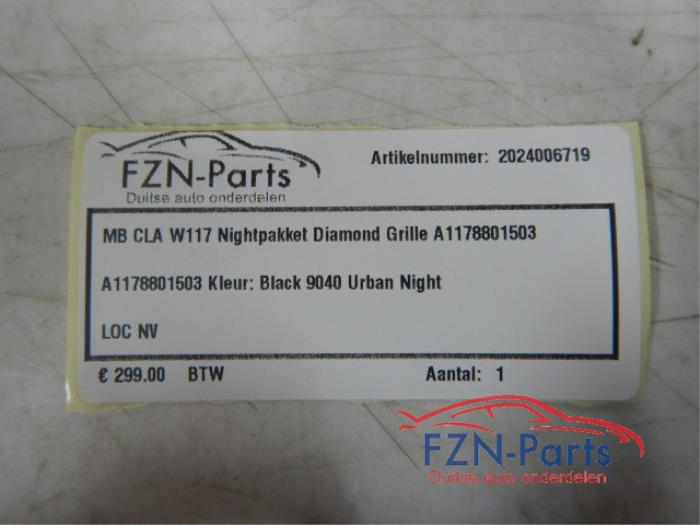 FZN-Parts
Duitse auto onderdelen
Artikelnummer: 2024006719
MB CLA W117 Nightpakket Diamond Grille A1178801503
A1178801503 Kleur: Black 9040 Urban Night
LOC NV
€ 299.00 BTW Aantal: 1
FZN-Parts
Duitse auto onderdelen